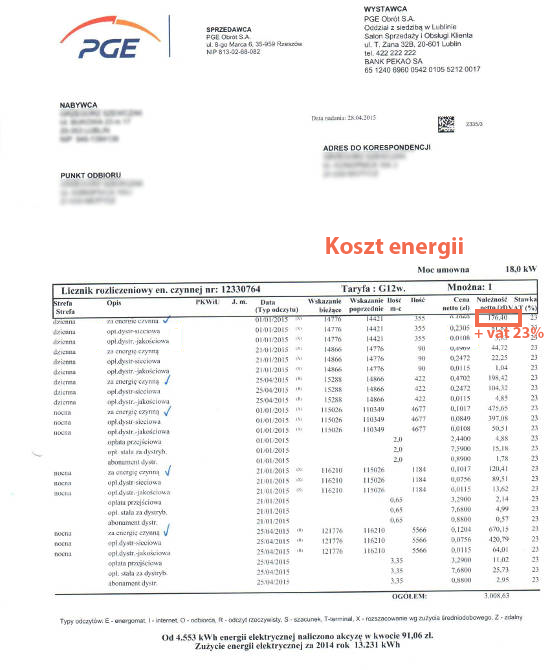 PGE
SPRZEDAWCA
PGE Obrót S.A.
ul. 8-go Marca 6, 35-959 Rzeszów
NIP 813-02-68-082
WYSTAWCA
PGE Obrót S.A.
Oddział z siedzibą w Lublinie
Salon Sprzedaży i Obsługi Klienta
ul. T. Zana 32B, 20-601 Lublin
tel. 422 222 222
BANK PEKAO SA
65 1240 6960 0542 0105 5212 0017
NABYWCA
Data nadania: 28.04.2015
2335/3
ADRES DO KORESPONDENCJI
PUNKT ODBIORU
Koszt energii
Moc umowna 18,0 kW
Licznik rozliczeniowy en. czynnej nr: 12330764 Taryfa : G12w. Mnożna: 1
Strefa Opis PKWiU J. m. Data Wskazanie Wskazanie Ilość Ilość Cena Należność Stawka
Strefa (Typ odczytu) bieżące poprzednie m-c netto (zł) netto (zł) VAT (%)
dzienna za energię czynną 01/01/2015 14776 14421 355 176,40 23
dzienna opł.dystr-sieciowa 01/01/2015 14776 14421 355 0,2305 23
+ vat 23%
dzienna opł.dystr.-jakościowa 01/01/2015 14776 14421 355 0,0108 23
dzienna za energię czynną 21/01/2015 14866 14776 90 0,4969 44,72 23
dzienna opł.dystr-sieciowa 21/01/2015 14866 14776 90 0,2472 22,25 23
dzienna opł.dystr.-jakościowa 21/01/2015 14866 14776 90 0,0115 1,04 23
dzienna za energię czynną 25/04/2015 15288 14866 422 0,4702 198,42 23
dzienna opł.dystr-sieciowa 25/04/2015 15288 14866 422 0,2472 104,32 23
dzienna opł.dystr.-jakościowa 25/04/2015 15288 14866 422 0,0115 4,85 23
nocna za energię czynną 01/01/2015 115026 110349 4677 0,1017 475,65 23
nocna opł.dystr-sieciowa 01/01/2015 115026 110349 4677 0,0849 397,08 23
nocna opł.dystr.-jakościowa 01/01/2015 115026 110349 4677 0,0108 50,51 23
opłata przejściowa 01/01/2015 2,0 2,4400 4,88 23
opł. stała za dystryb. 01/01/2015 2,0 7,5900 15,18 23
abonament dystr. 01/01/2015 2,0 0,8900 1,78 23
nocna za energię czynną 21/01/2015 116210 115026 1184 0,1017 120,41 23
nocna opł.dystr-sieciowa 21/01/2015 116210 115026 1184 0,0756 89,51 23
nocna opł.dystr.-jakościowa 21/01/2015 116210 115026 1184 0,0115 13,62 23
opłata przejściowa 21/01/2015 0,65 3,2900 2,14 23
opł. stała za dystryb. 21/01/2015 0,65 7,6800 4,99 23
abonament dystr. 21/01/2015 0,65 0,8800 0,57 23
nocna za energię czynną 25/04/2015 121776 116210 5566 0,1204 670,15 23
nocna opł.dystr-sieciowa 25/04/2015 121776 116210 5566 0,0756 420,79 23
nocna opł.dystr.-jakościowa 25/04/2015 121776 116210 5566 0,0115 64,01 23
opłata przejściowa 25/04/2015 3,35 3,2900 11,02 23
opł. stała za dystryb. 25/04/2015 3,35 7,6800 25,73 23
abonament dystr. 25/04/2015 3,35 0,8800 2,95 23
OGÓŁEM: 3.008,63
Typy odczytów: E - energomat, I - internet, O - odbiorca, R - odczyt rzeczywisty, S - szacunek, T-terminal, X - rozszacowanie wg zużycia średniodobowego, Z - zdalny
Od 4.553 kWh energii elektrycznej naliczono akcyzę w kwocie 91,06 zł.
Zużycie energii elektrycznej za 2014 rok 13.231 kWh